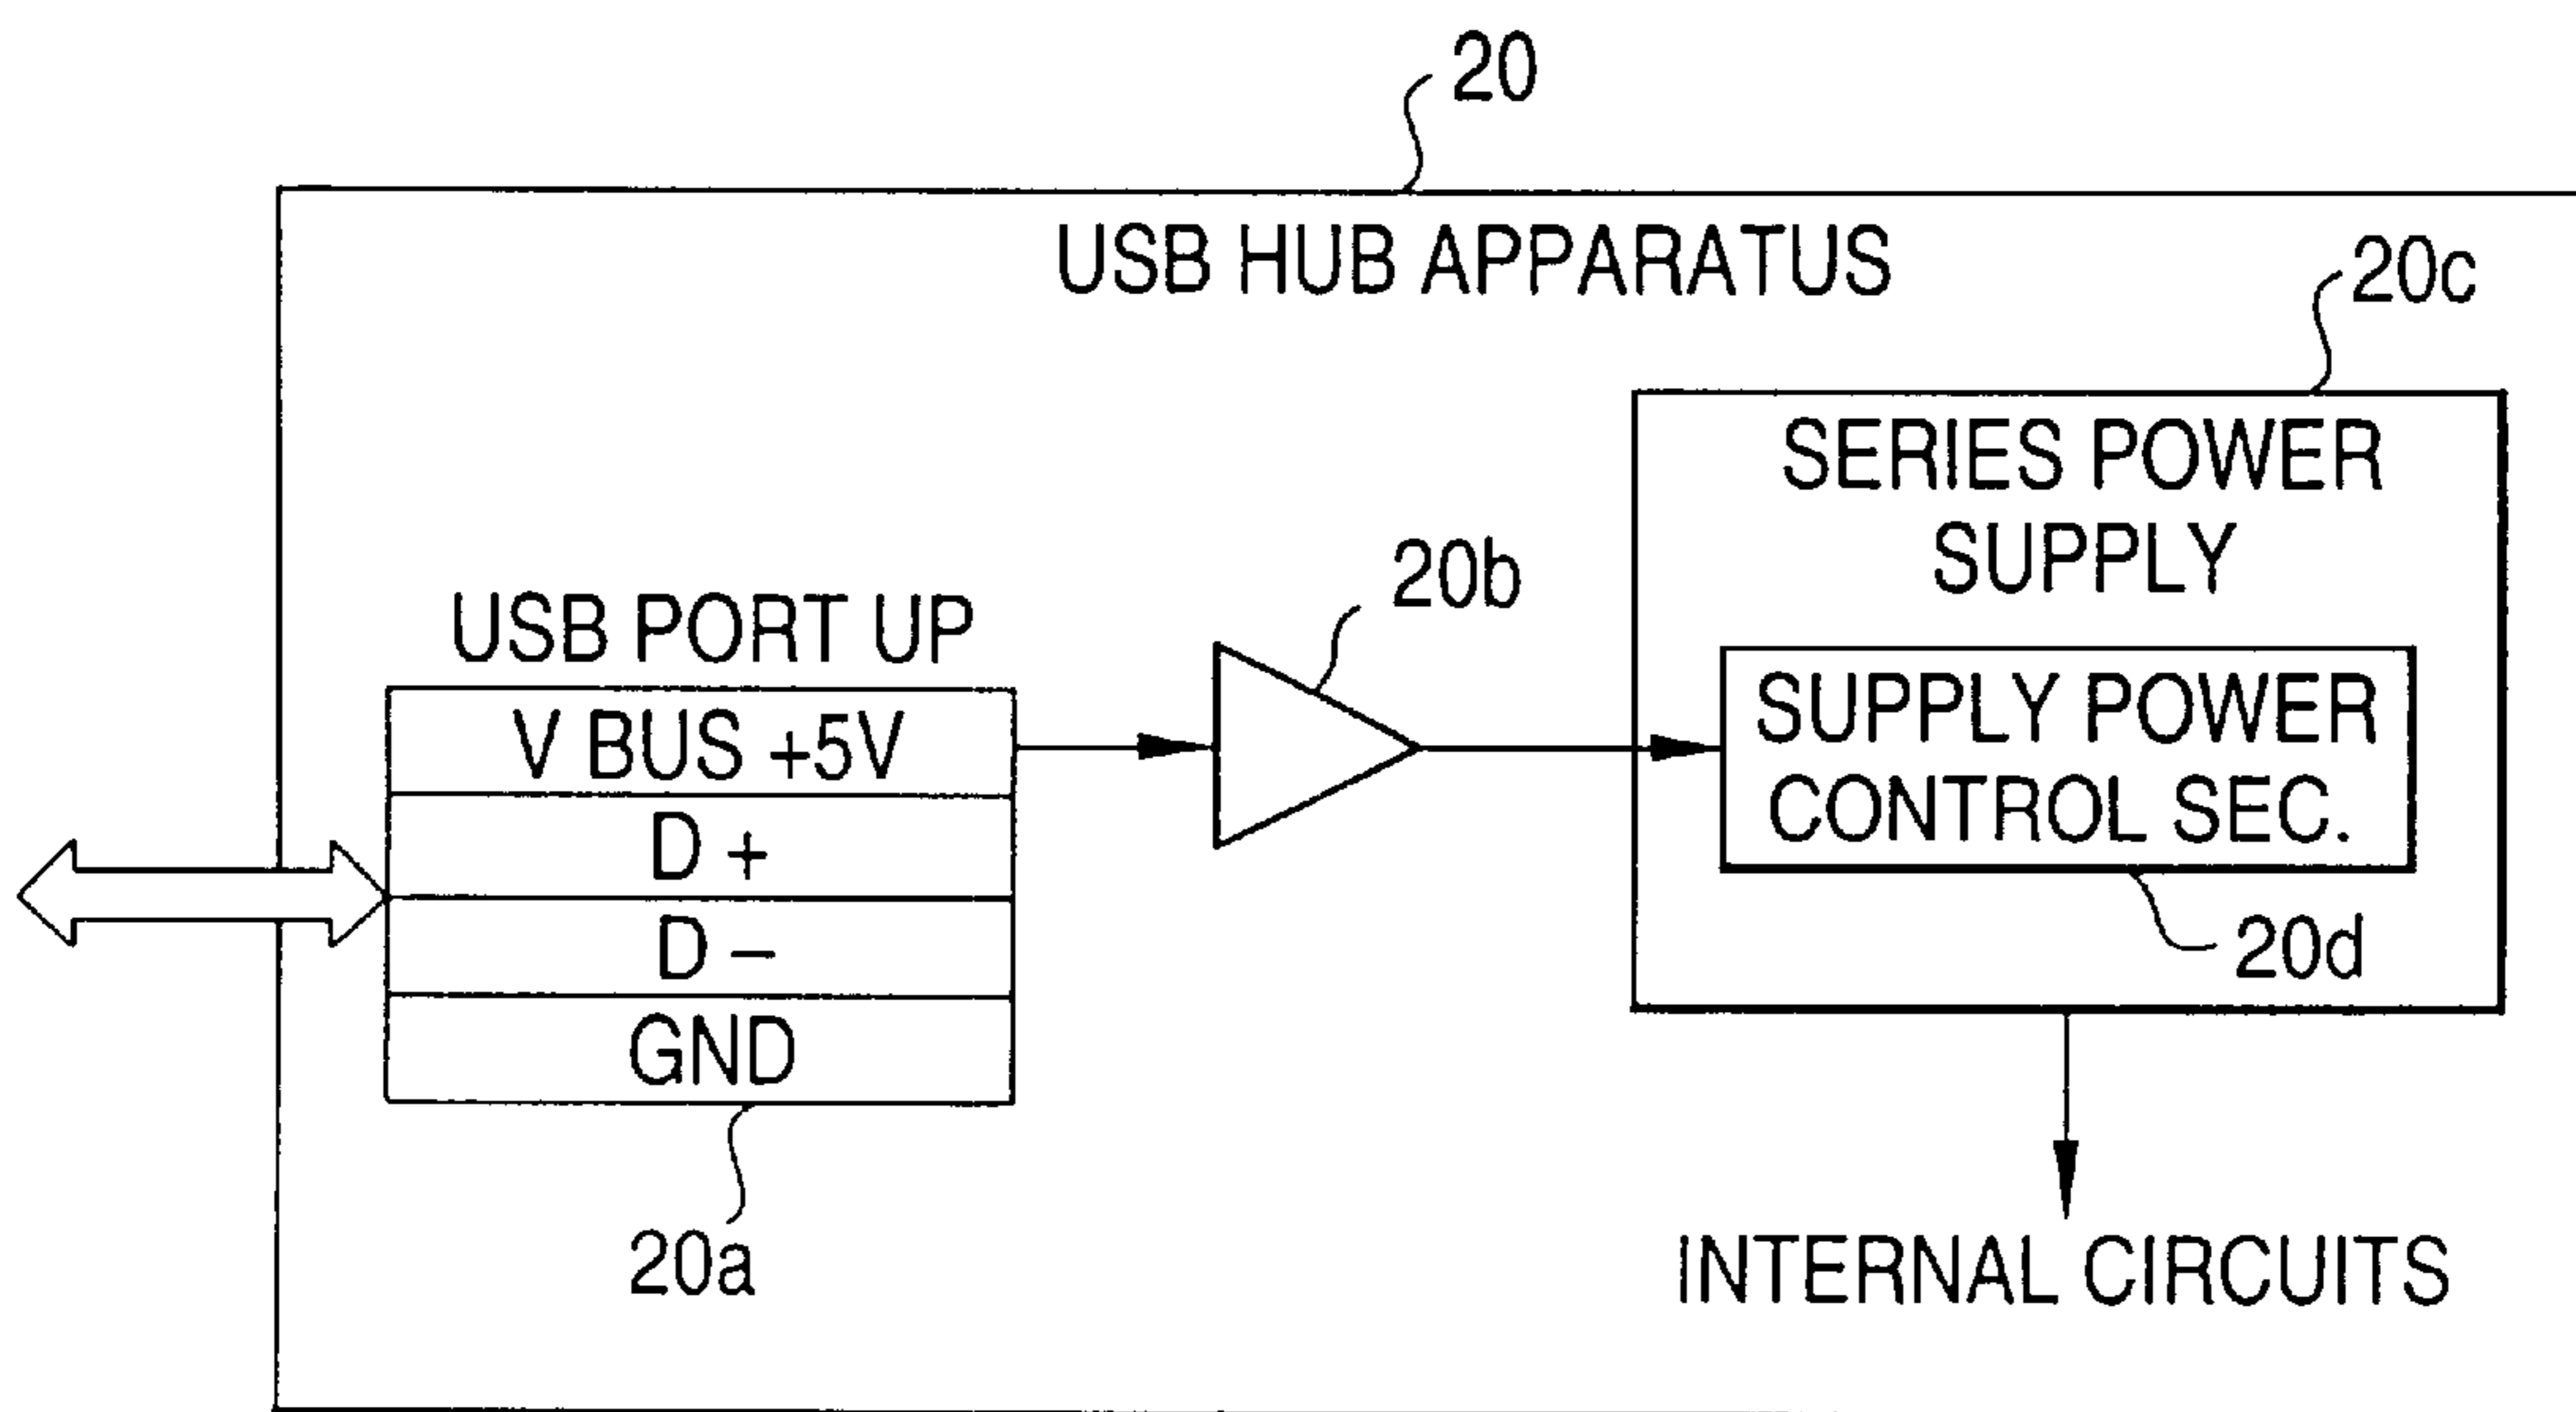 20
USB HUB APPARATUS
20c
SERIES POWER
SUPPLY
20b
USB PORT UP
V BUS +5V
D +
D −
GND
SUPPLY POWER
CONTROL SEC.
20d
20a
INTERNAL CIRCUITS